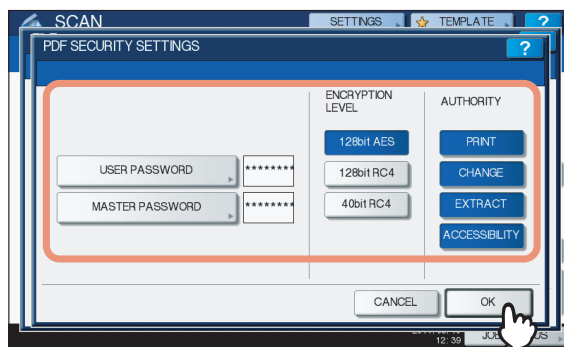 SCAN
SETTINGS
TEMPLATE
?
PDF SECURITY SETTINGS
?
ENCRYPTION
LEVEL
AUTHORITY
128bit AES
PRINT
USER PASSWORD
********
128bit RC4
CHANGE
MASTER PASSWORD
********
40bit RC4
EXTRACT
ACCESSIBILITY
CANCEL
OK
12:39